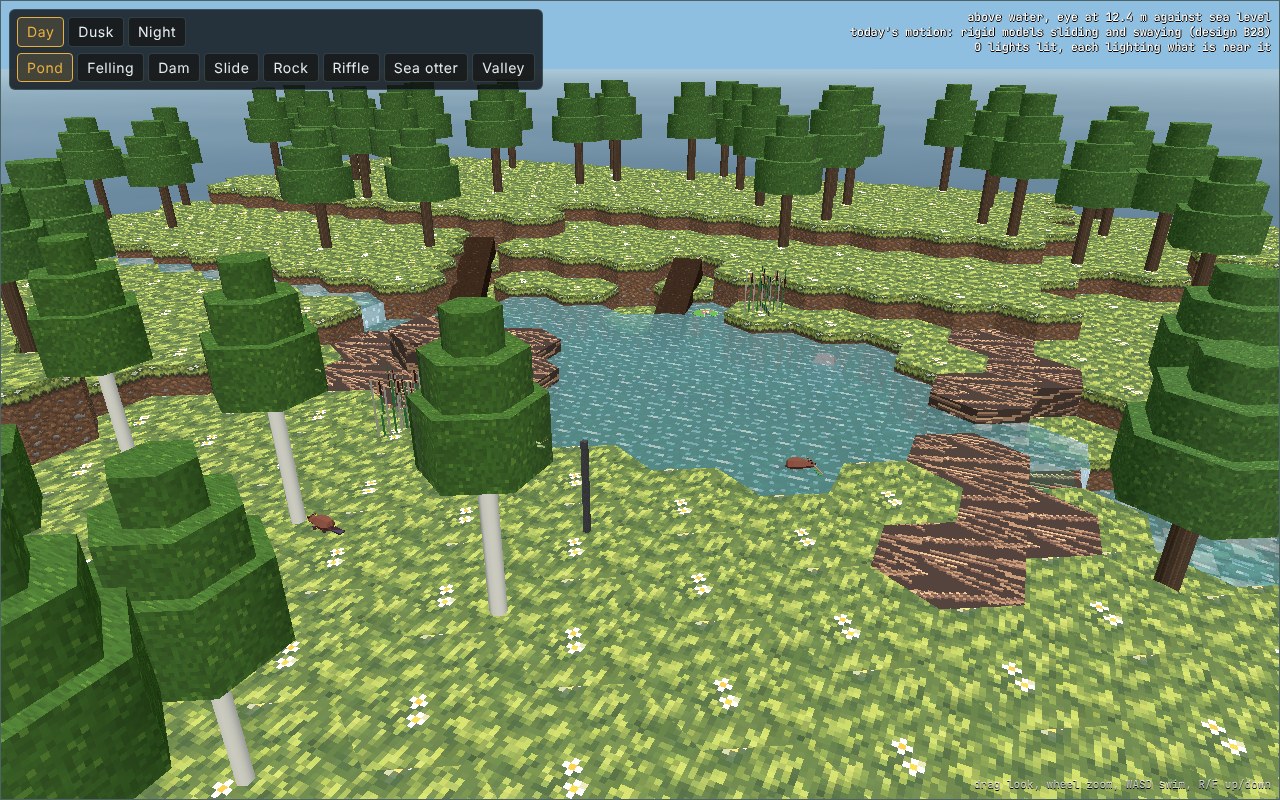 Day Dusk Night
Pond Felling Dam Slide Rock Riffle Sea otter Valley
above water, eye at 12.4 m against sea level
today's motion: rigid models sliding and swaying (design 828)
0 lights lit, each lighting what is near it
drag look, wheel zoom, WASD swim, R/F up/down